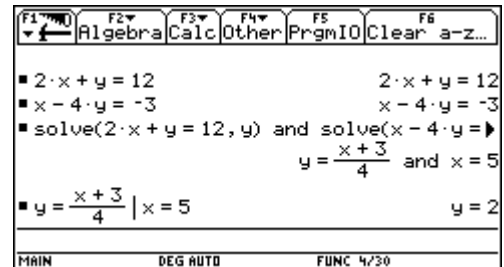 F1 F2 F3 F4 F5 F6
Algebra Calc Other PrgmIO Clear a-z…
▪ 2·x + y = 12 2·x + y = 12
▪ x − 4·y = ⁻3 x − 4·y = ⁻3
▪ solve(2·x + y = 12, y) and solve(x − 4·y =▶
y = (x + 3)/4 and x = 5
▪ y = (x + 3)/4 | x = 5 y = 2
MAIN DEG AUTO FUNC 4/30